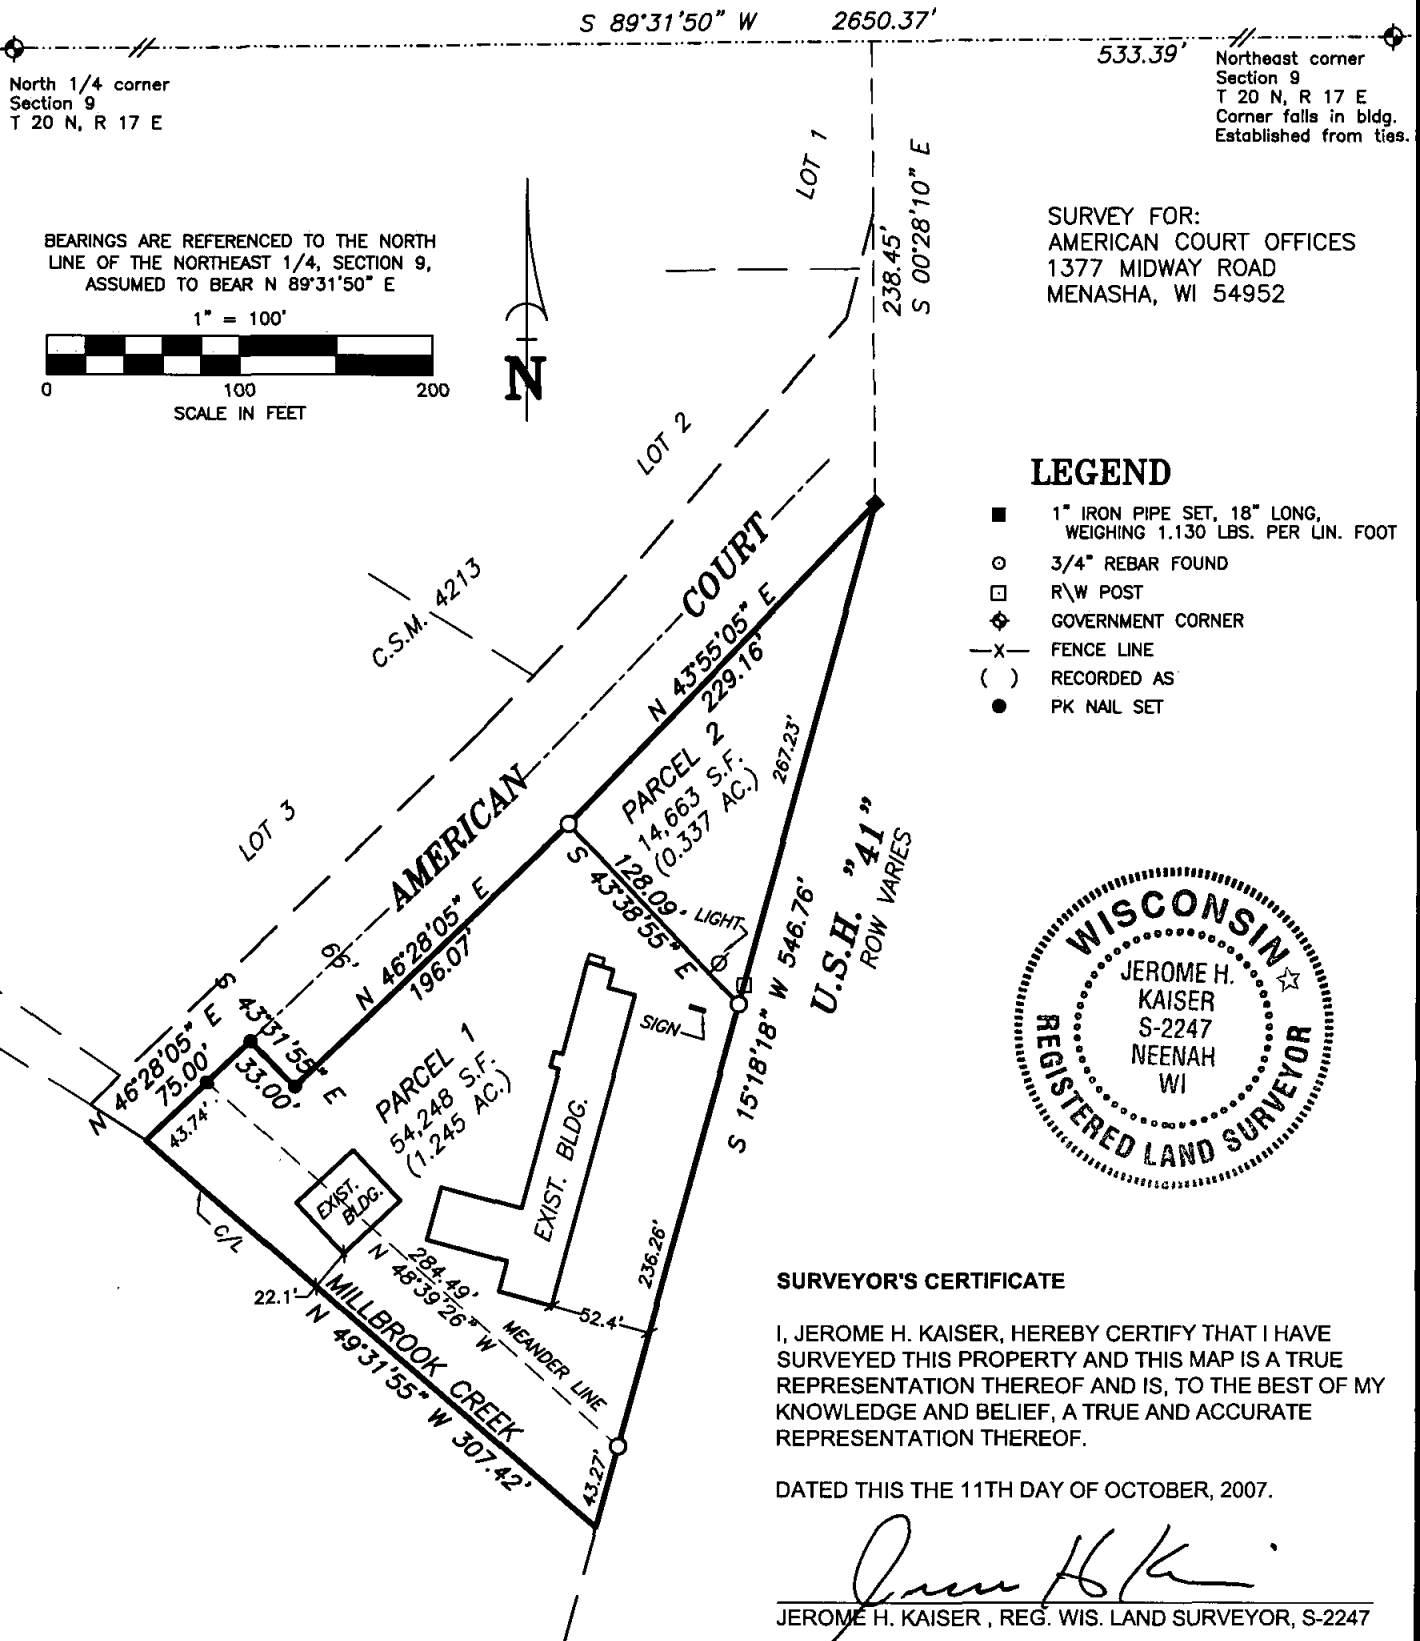 S 89°31'50" W 2650.37'
533.39'
North 1/4 corner
Section 9
T 20 N, R 17 E
Northeast corner
Section 9
T 20 N, R 17 E
Corner falls in bldg.
Established from ties.
LOT 1
238.45'
S 00°28'10" E
BEARINGS ARE REFERENCED TO THE NORTH
LINE OF THE NORTHEAST 1/4, SECTION 9,
ASSUMED TO BEAR N 89°31'50" E
1" = 100'
0 100 200
SCALE IN FEET
N
SURVEY FOR:
AMERICAN COURT OFFICES
1377 MIDWAY ROAD
MENASHA, WI 54952
LOT 2
LEGEND
1" IRON PIPE SET, 18" LONG,
WEIGHING 1.130 LBS. PER LIN. FOOT
3/4" REBAR FOUND
R\W POST
GOVERNMENT CORNER
—X— FENCE LINE
( ) RECORDED AS
PK NAIL SET
C.S.M. 4213
AMERICAN COURT
N 43°55'05" E
229.16'
PARCEL 2
14,663 S.F.
(0.337 AC.)
267.23'
LOT 3
128.09'
S 43°38'55" E
LIGHT
U.S.H. "41"
ROW VARIES
S 15°18'18" W 546.76'
66'
N 46°28'05" E
196.07'
SIGN
S 43°31'55" E
33.00'
N 46°28'05" E
75.00'
43.74'
PARCEL 1
54,248 S.F.
(1.245 AC.)
EXIST. BLDG.
EXIST.
BLDG.
C/L
22.1'
284.49'
N 48°39'26" W
MEANDER LINE
52.4'
236.26'
MILLBROOK CREEK
N 49°31'55" W 307.42'
43.27'
WISCONSIN
REGISTERED LAND SURVEYOR
JEROME H.
KAISER
S-2247
NEENAH
WI
SURVEYOR'S CERTIFICATE
I, JEROME H. KAISER, HEREBY CERTIFY THAT I HAVE
SURVEYED THIS PROPERTY AND THIS MAP IS A TRUE
REPRESENTATION THEREOF AND IS, TO THE BEST OF MY
KNOWLEDGE AND BELIEF, A TRUE AND ACCURATE
REPRESENTATION THEREOF.
DATED THIS THE 11TH DAY OF OCTOBER, 2007.
JEROME H. KAISER , REG. WIS. LAND SURVEYOR, S-2247